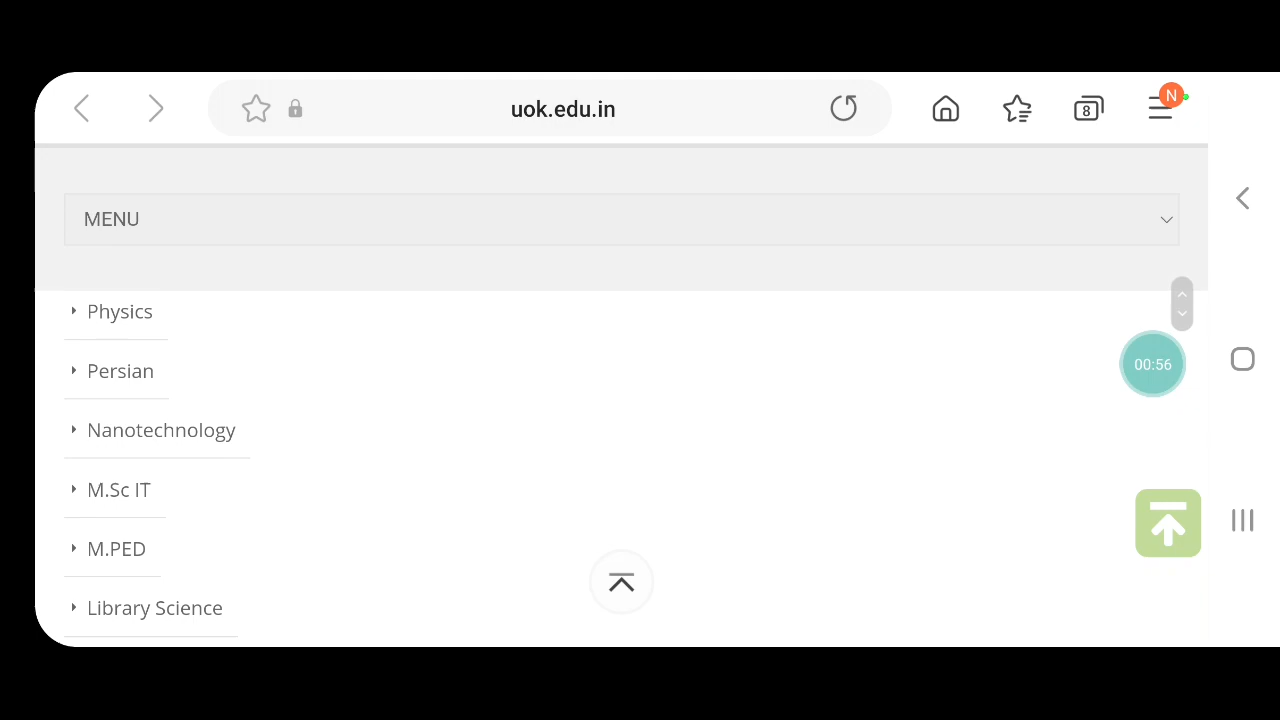 uok.edu.in
8
N
MENU
Physics
00:56
Persian
Nanotechnology
M.Sc IT
M.PED
Library Science